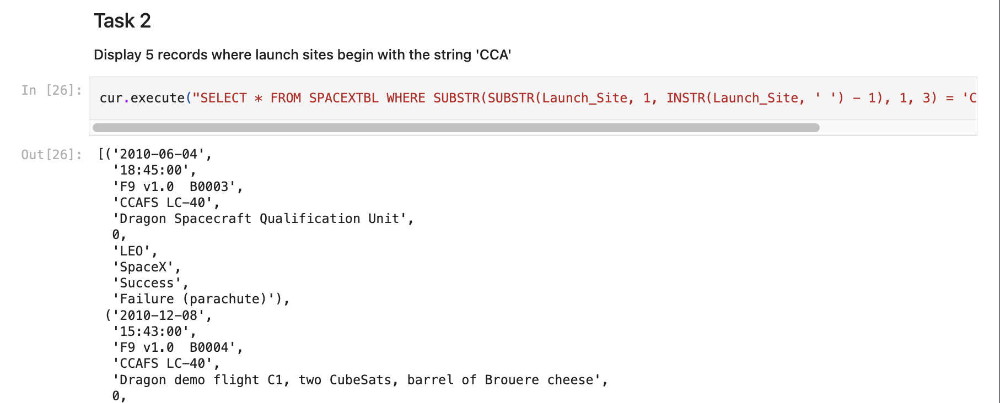 Task 2
Display 5 records where launch sites begin with the string 'CCA'
In [26]:
cur.execute("SELECT * FROM SPACEXTBL WHERE SUBSTR(SUBSTR(Launch_Site, 1, INSTR(Launch_Site, ' ') - 1), 1, 3) = 'C
Out[26]:
[('2010-06-04',
'18:45:00',
'F9 v1.0  B0003',
'CCAFS LC-40',
'Dragon Spacecraft Qualification Unit',
0,
'LEO',
'SpaceX',
'Success',
'Failure (parachute)'),
('2010-12-08',
'15:43:00',
'F9 v1.0  B0004',
'CCAFS LC-40',
'Dragon demo flight C1, two CubeSats, barrel of Brouere cheese',
0,